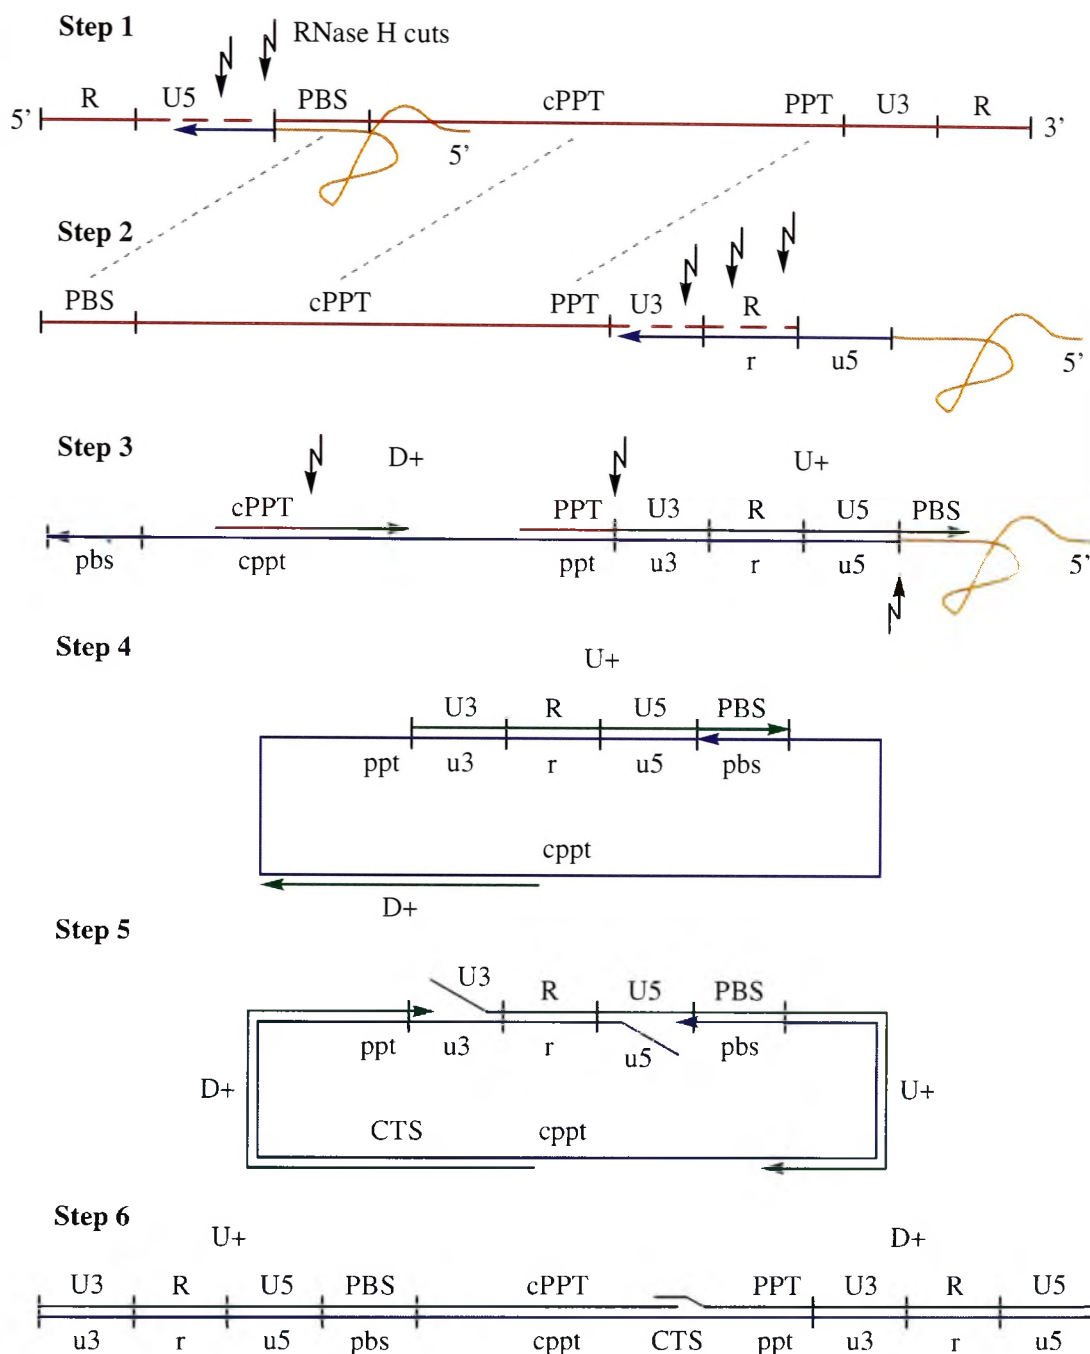 Step 1
RNase H cuts
R U5 PBS cPPT PPT U3 R
5' 3'
5'
Step 2
PBS cPPT PPT U3 R
r u5 5'
Step 3
D+ U+
cPPT PPT U3 R U5 PBS
pbs cppt ppt u3 r u5 5'
Step 4
U+
U3 R U5 PBS
ppt u3 r u5 pbs
cppt
D+
Step 5
U3 R U5 PBS
ppt u3 r u5 pbs
D+ U+
CTS cppt
Step 6
U+ D+
U3 R U5 PBS cPPT PPT U3 R U5
u3 r u5 pbs cppt CTS ppt u3 r u5